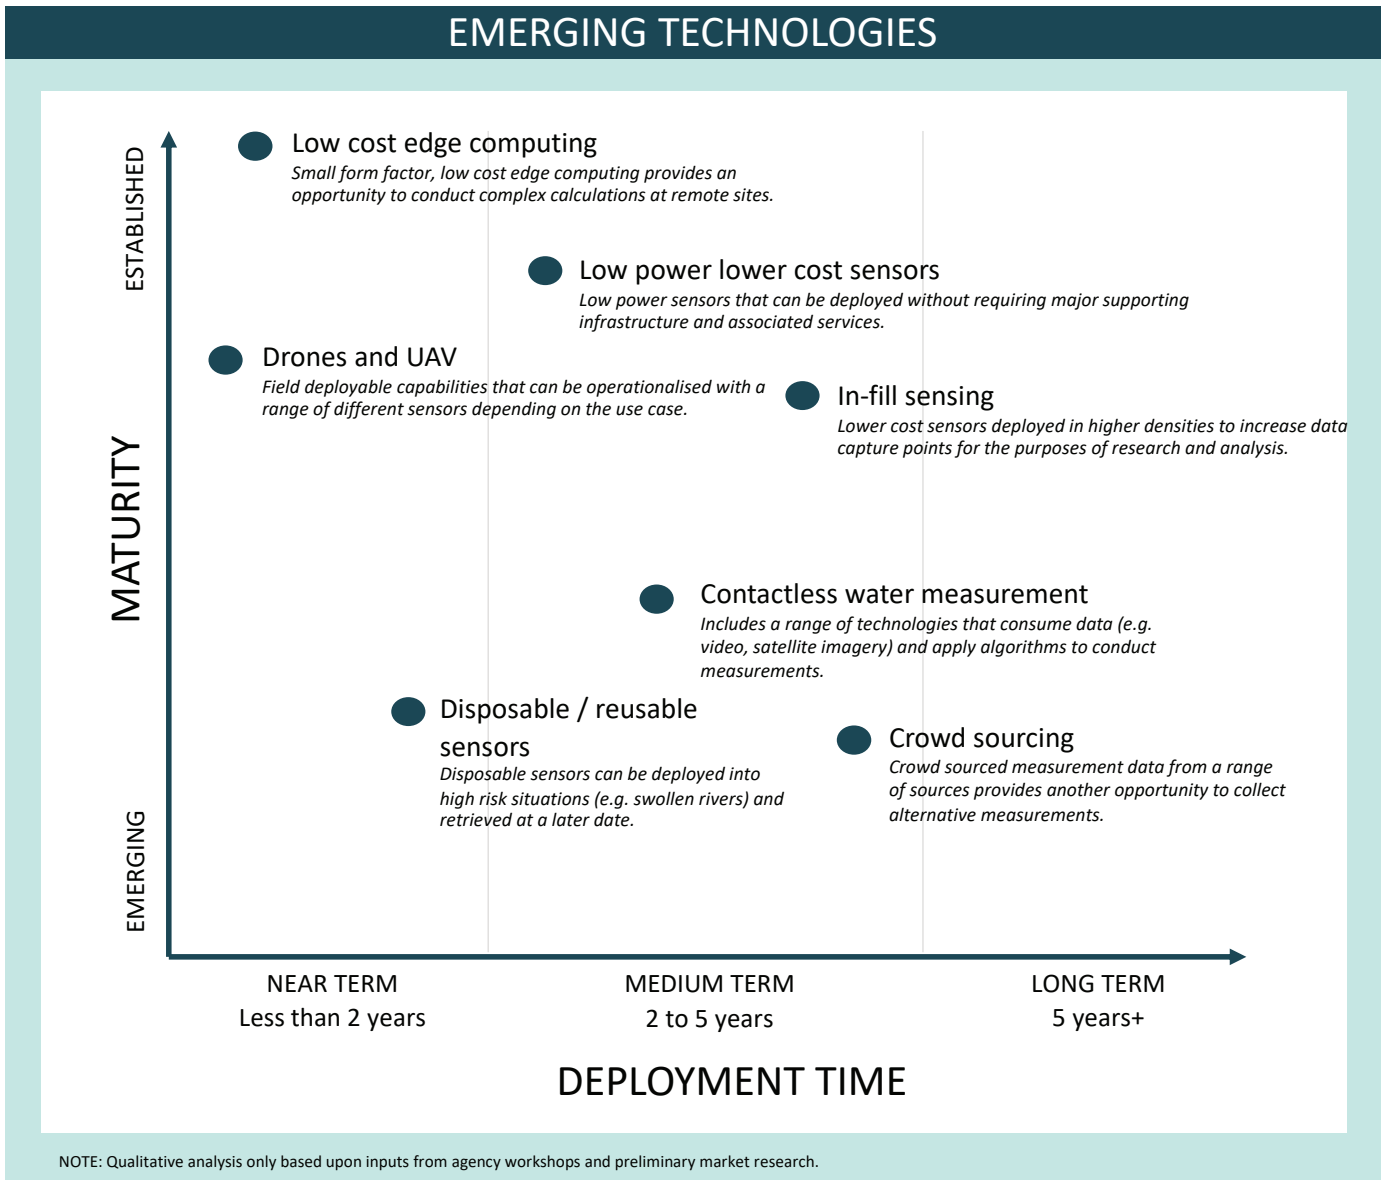 EMERGING TECHNOLOGIES
ESTABLISHED
MATURITY
EMERGING
Low cost edge computing
Small form factor, low cost edge computing provides an
opportunity to conduct complex calculations at remote sites.
Low power lower cost sensors
Low power sensors that can be deployed without requiring major supporting
infrastructure and associated services.
Drones and UAV
Field deployable capabilities that can be operationalised with a
range of different sensors depending on the use case.
In-fill sensing
Lower cost sensors deployed in higher densities to increase data
capture points for the purposes of research and analysis.
Contactless water measurement
Includes a range of technologies that consume data (e.g.
video, satellite imagery) and apply algorithms to conduct
measurements.
Disposable / reusable
sensors
Disposable sensors can be deployed into
high risk situations (e.g. swollen rivers) and
retrieved at a later date.
Crowd sourcing
Crowd sourced measurement data from a range
of sources provides another opportunity to collect
alternative measurements.
NEAR TERM
Less than 2 years
MEDIUM TERM
2 to 5 years
LONG TERM
5 years+
DEPLOYMENT TIME
NOTE: Qualitative analysis only based upon inputs from agency workshops and preliminary market research.